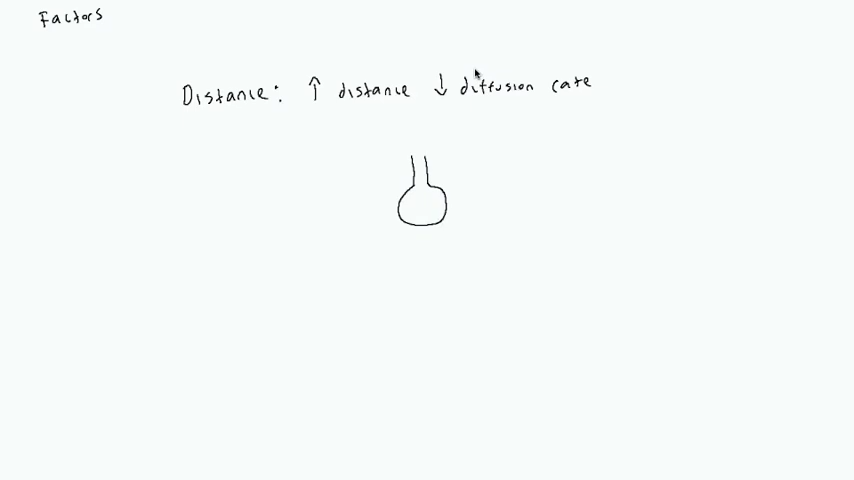 Factors
Distance: ↑ distance ↓ diffusion rate